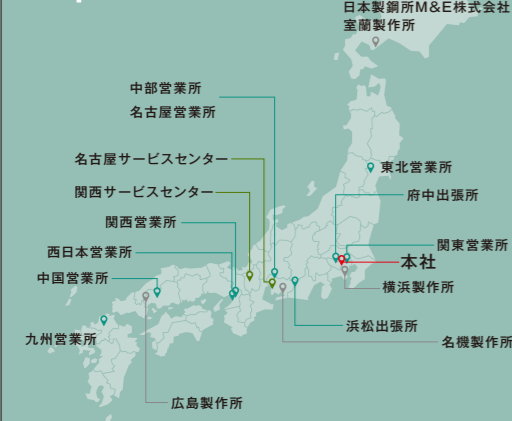 日本製鋼所M&E株式会社
室蘭製作所
中部営業所
名古屋営業所
名古屋サービスセンター
東北営業所
関西サービスセンター
府中出張所
関西営業所
西日本営業所
関東営業所
本社
中国営業所
横浜製作所
浜松出張所
九州営業所
名機製作所
広島製作所